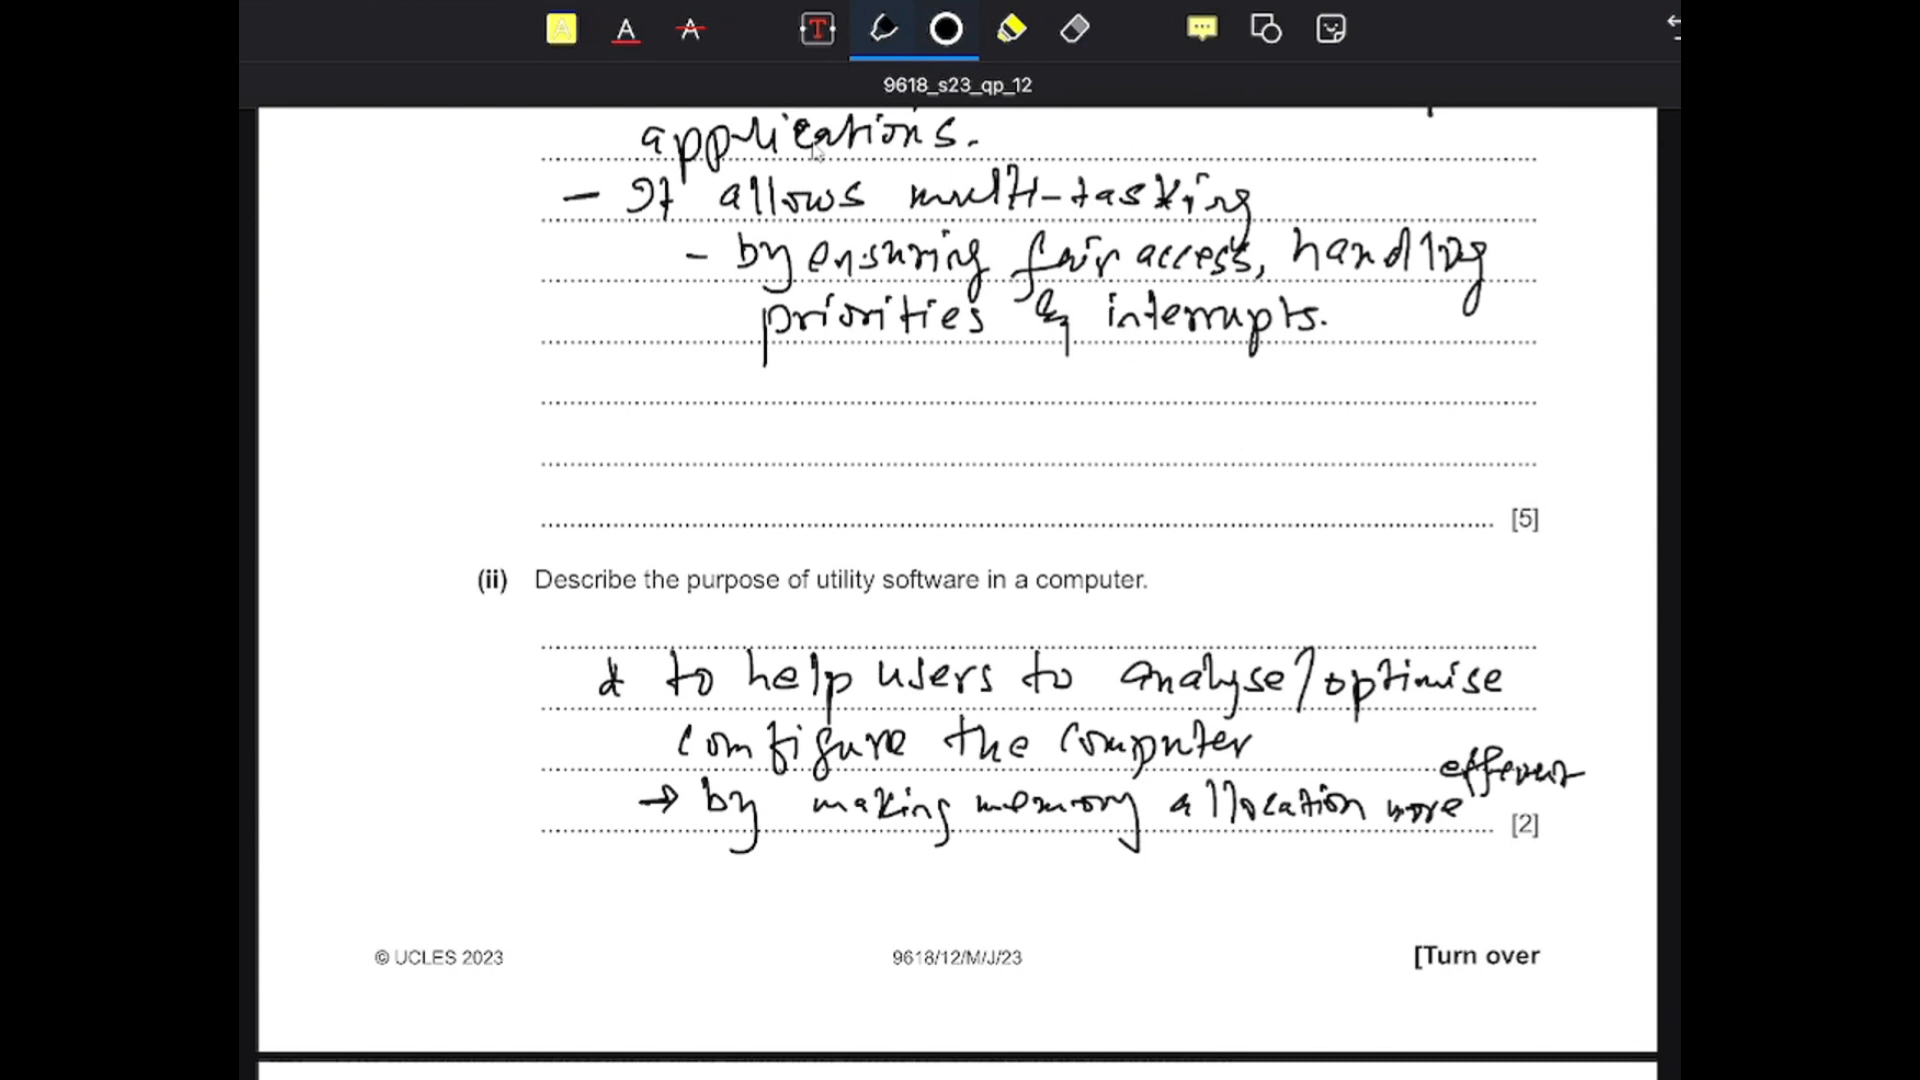 9618_s23_qp_12
applications.
- It allows multi-tasking
- by ensuring fair access, handling
priorities & interrupts.
[5]
(ii) Describe the purpose of utility software in a computer.
* to help users to analyse/optimise
configure the computer
→ by making memory allocation more efficient
[2]
© UCLES 2023
9618/12/M/J/23
[Turn over